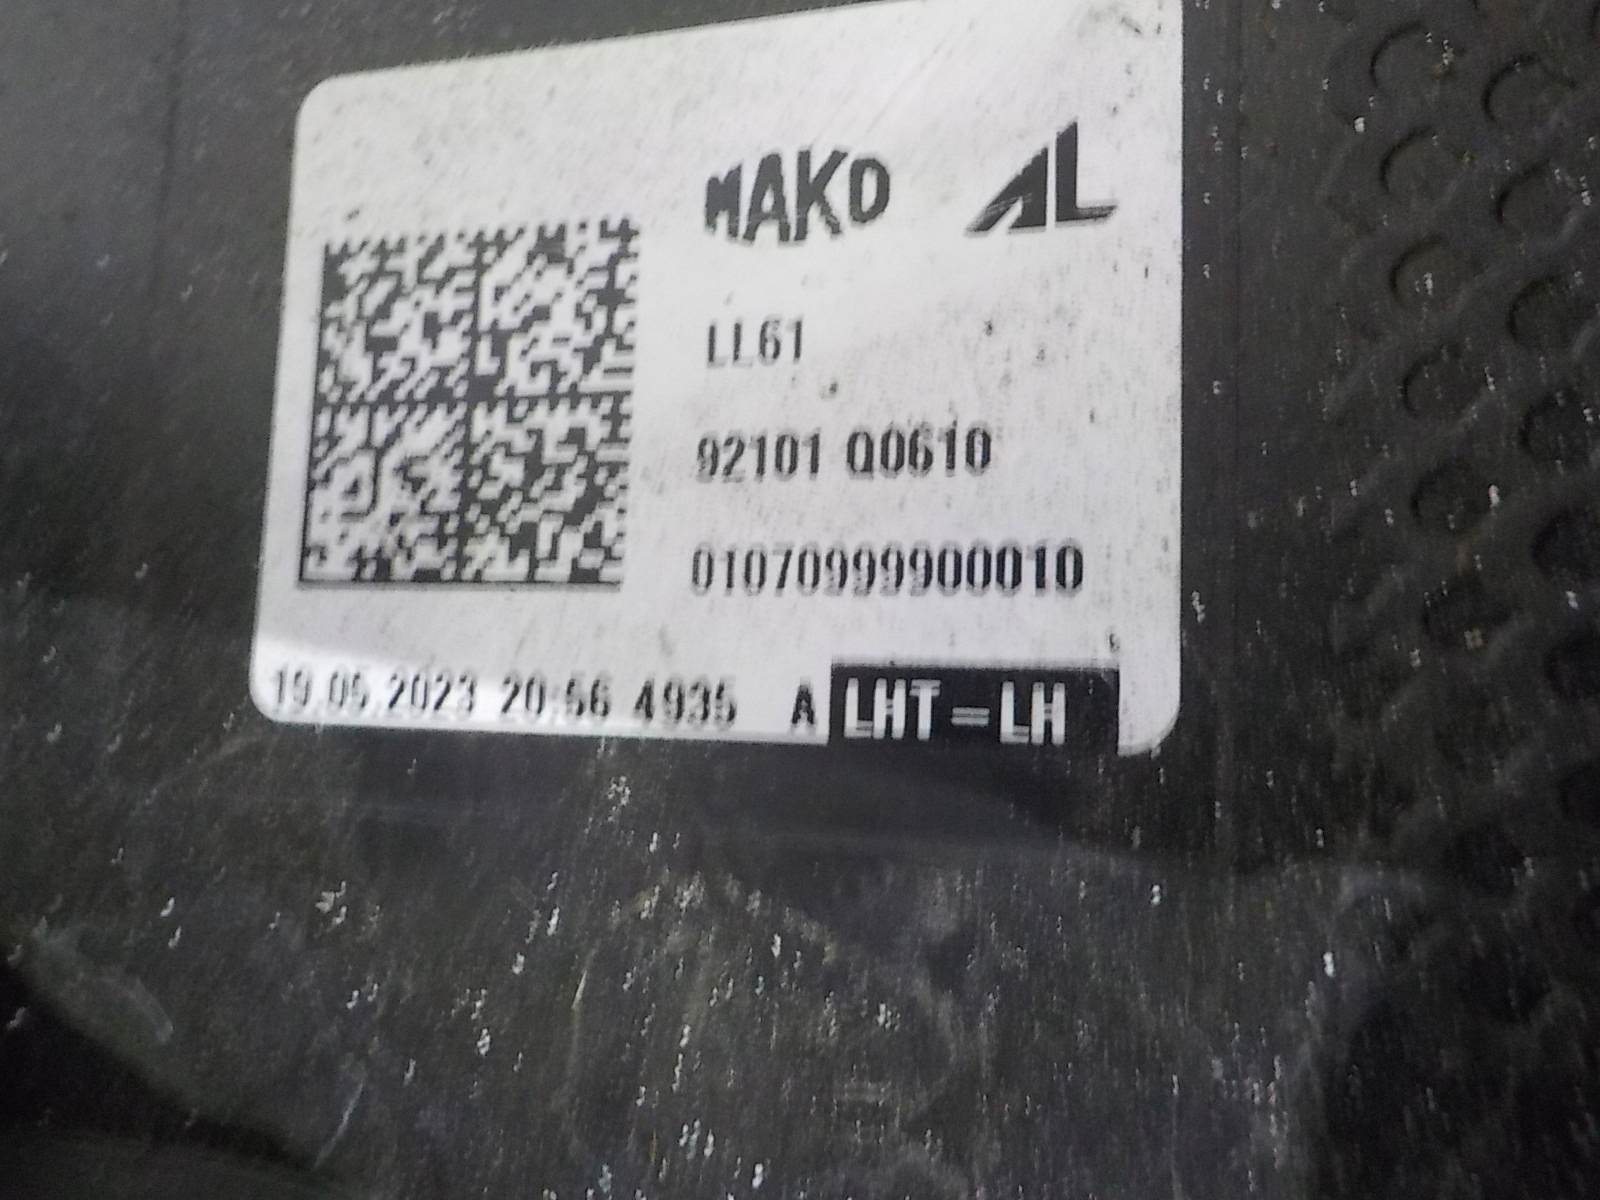 MAKO AL
LL61
92101 Q0610
01070999900010
19.05.2023 20:56 4935 A LHT = LH